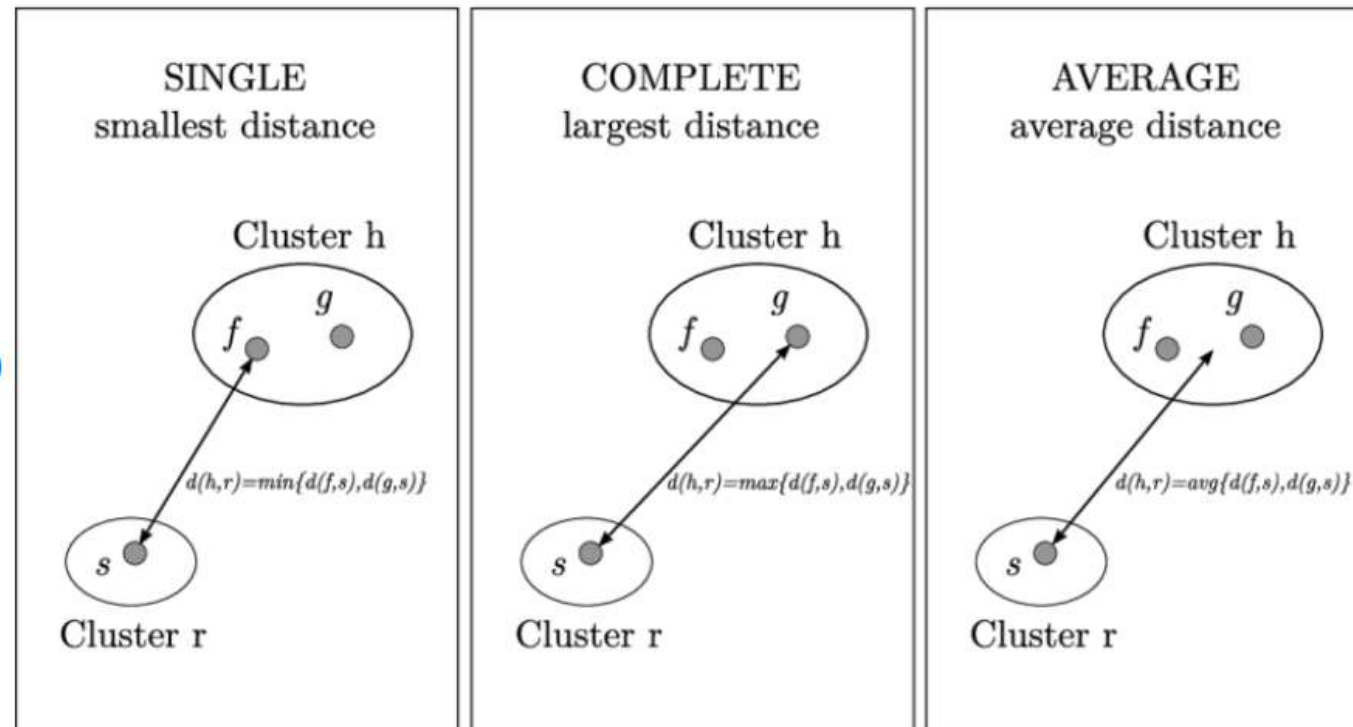 SINGLE
smallest distance
Cluster h
g
f
d(h,r)=min{d(f,s),d(g,s)}
s
Cluster r
COMPLETE
largest distance
Cluster h
g
f
d(h,r)=max{d(f,s),d(g,s)}
s
Cluster r
AVERAGE
average distance
Cluster h
g
f
d(h,r)=avg{d(f,s),d(g,s)}
s
Cluster r